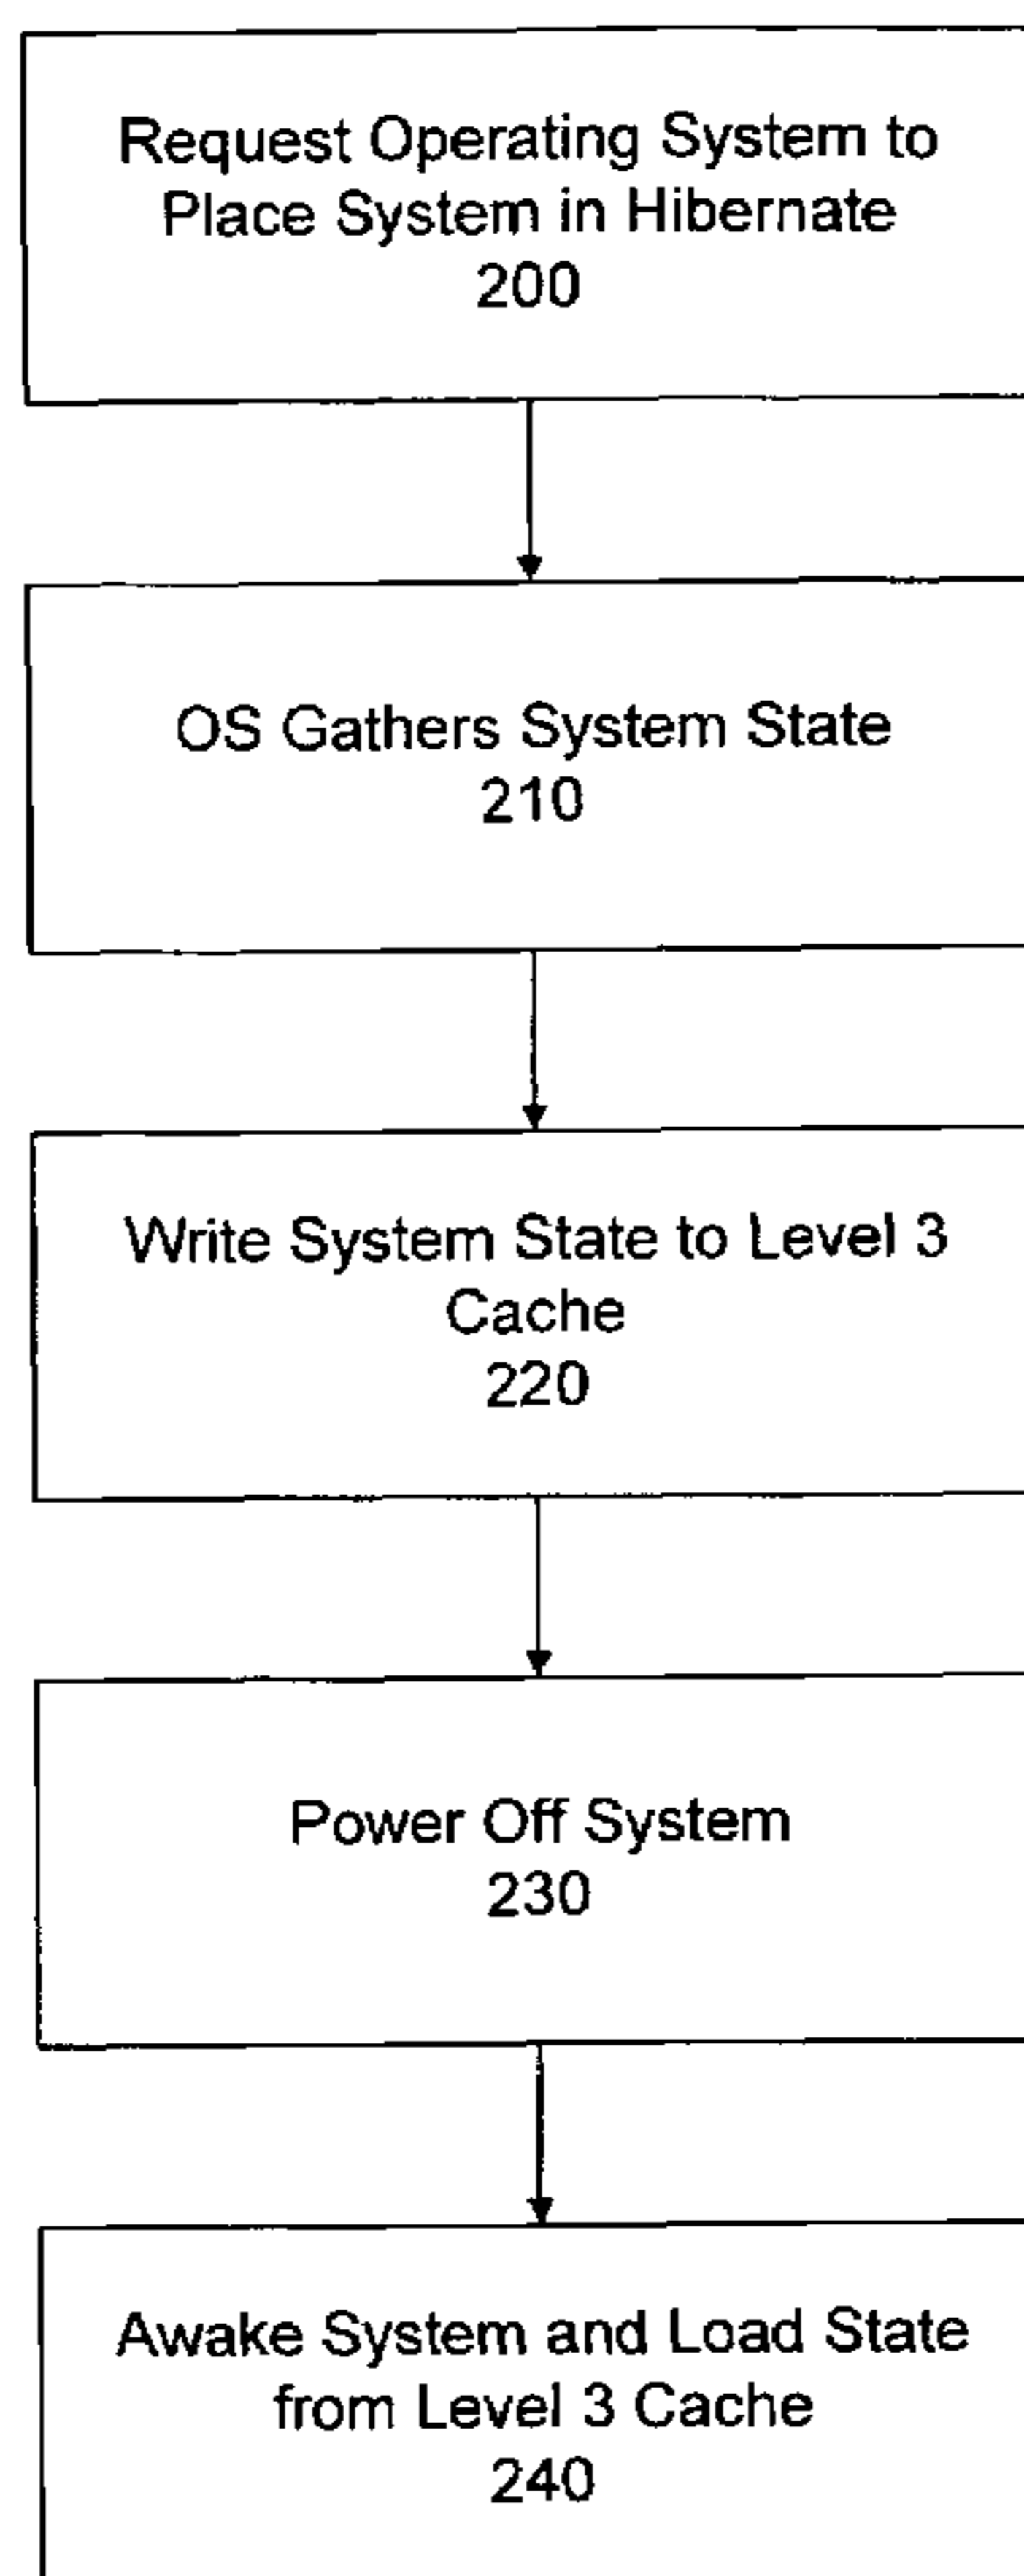 Request Operating System to
Place System in Hibernate
200
OS Gathers System State
210
Write System State to Level 3
Cache
220
Power Off System
230
Awake System and Load State
from Level 3 Cache
240